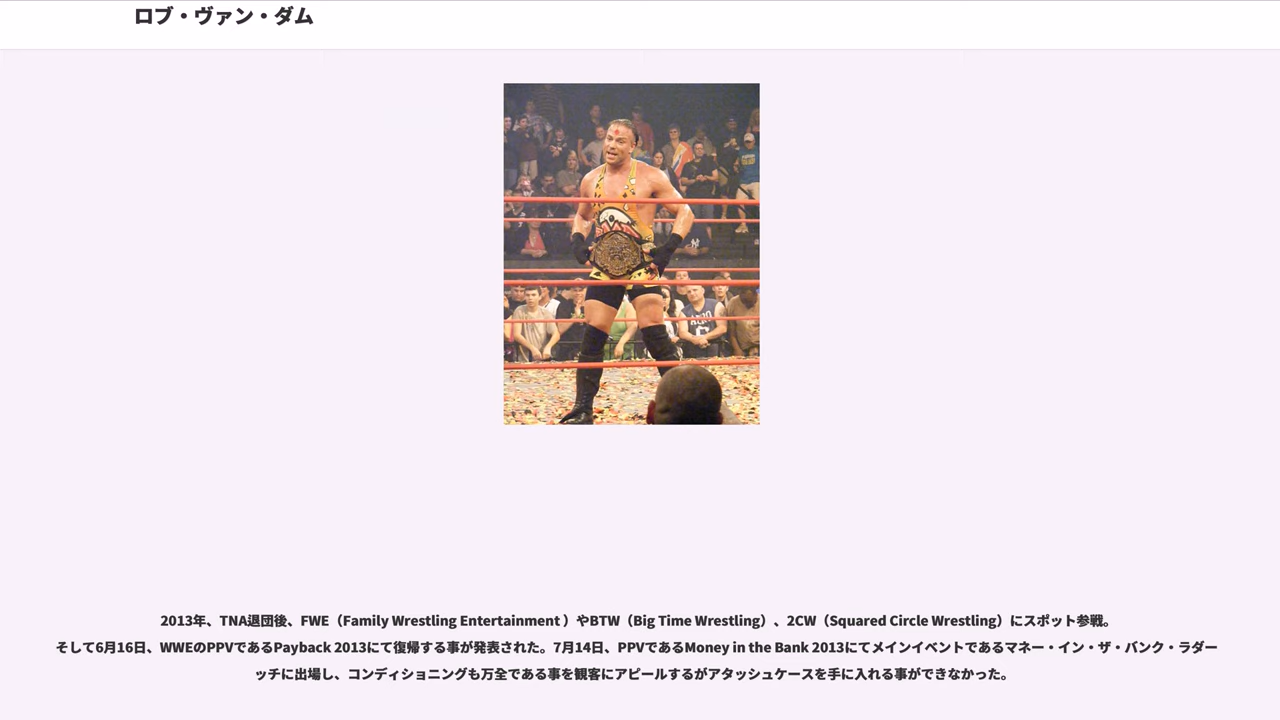 ロブ・ヴァン・ダム
2013年、TNA退団後、FWE（Family Wrestling Entertainment ）やBTW（Big Time Wrestling）、2CW（Squared Circle Wrestling）にスポット参戦。
そして6月16日、WWEのPPVであるPayback 2013にて復帰する事が発表された。7月14日、PPVであるMoney in the Bank 2013にてメインイベントであるマネー・イン・ザ・バンク・ラダー
ッチに出場し、コンディショニングも万全である事を観客にアピールするがアタッシュケースを手に入れる事ができなかった。